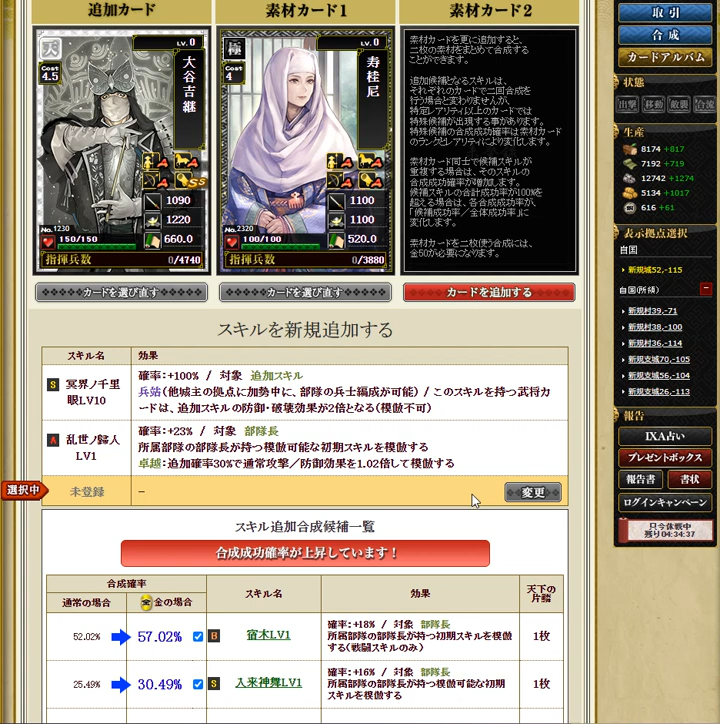 追加カード
素材カード1
素材カード2
天
LV. 0
Cost
4.5
大谷吉継
No.1230
1090
1220
150/150
660.0
指揮兵数
0/4740
極
LV. 0
Cost
4
寿桂尼
No.2320
1100
1100
100/100
520.0
指揮兵数
0/3880
素材カードを更に追加すると、
二枚の素材をまとめて合成する
ことができます。
追加候補となるスキルは、
それぞれのカードで二回合成を
行う場合と変わりませんが、
特定レアリティ以上のカードでは
特殊候補が出現する事があります。
特殊候補の合成成功確率は素材カード
のランクとレアリティにより変化します。
素材カード同士で候補スキルが
重複する場合は、そのスキルの
合成成功確率が増加します。
候補スキルの合計成功率が100%を
超える場合は、各合成成功率が、
「候補成功率／全体成功率」に
変化します。
素材カードを二枚使う合成には、
金50が必要になります。
カードを選び直す
カードを選び直す
カードを追加する
スキルを新規追加する
スキル名
効果
S
冥界ノ千里眼LV10
確率：+100% / 対象 追加スキル
兵站(他城主の拠点に加勢中に、部隊の兵士編成が可能) / このスキルを持つ武将カ
ードは、追加スキルの防御・破壊効果が2倍となる(模倣不可)
A
乱世ノ歸人LV1
確率：+23% / 対象 部隊長
所属部隊の部隊長が持つ模倣可能な初期スキルを模倣する
卓越：追加確率30%で通常攻撃／防御効果を1.02倍して模倣する
選択中
未登録
－
変更
スキル追加合成候補一覧
合成成功確率が上昇しています！
合成確率
通常の場合
金の場合
スキル名
効果
天下の片鱗
52.02%
57.02%
B
宿木LV1
確率：+18% / 対象 部隊長
所属部隊の部隊長が持つ初期スキルを模倣
する(戦闘スキルのみ)
1枚
25.49%
30.49%
S
入来神舞LV1
確率：+16% / 対象 部隊長
所属部隊の部隊長が持つ模倣可能な初期
スキルを模倣する
1枚
取引
合成
カードアルバム
状態
出撃
移動
敵襲
合流
生産
8174 +817
7192 +719
12742 +1274
5134 +1017
616 +61
表示拠点選択
自国
新規城52,-115
自国(所領)
新規村39,-71
新規村38,-100
新規村36,-114
新規支城70,-105
新規支城56,-104
新規支城26,-113
報告
IXA占い
プレゼントボックス
報告書
書状
ログインキャンペーン
只今休戦中
残り04:34:37